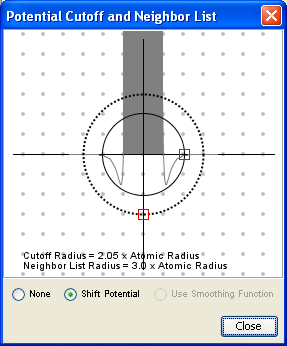 Potential Cutoff and Neighbor List
Cutoff Radius = 2.05 x Atomic Radius
Neighbor List Radius = 3.0 x Atomic Radius
None Shift Potential Use Smoothing Function
Close